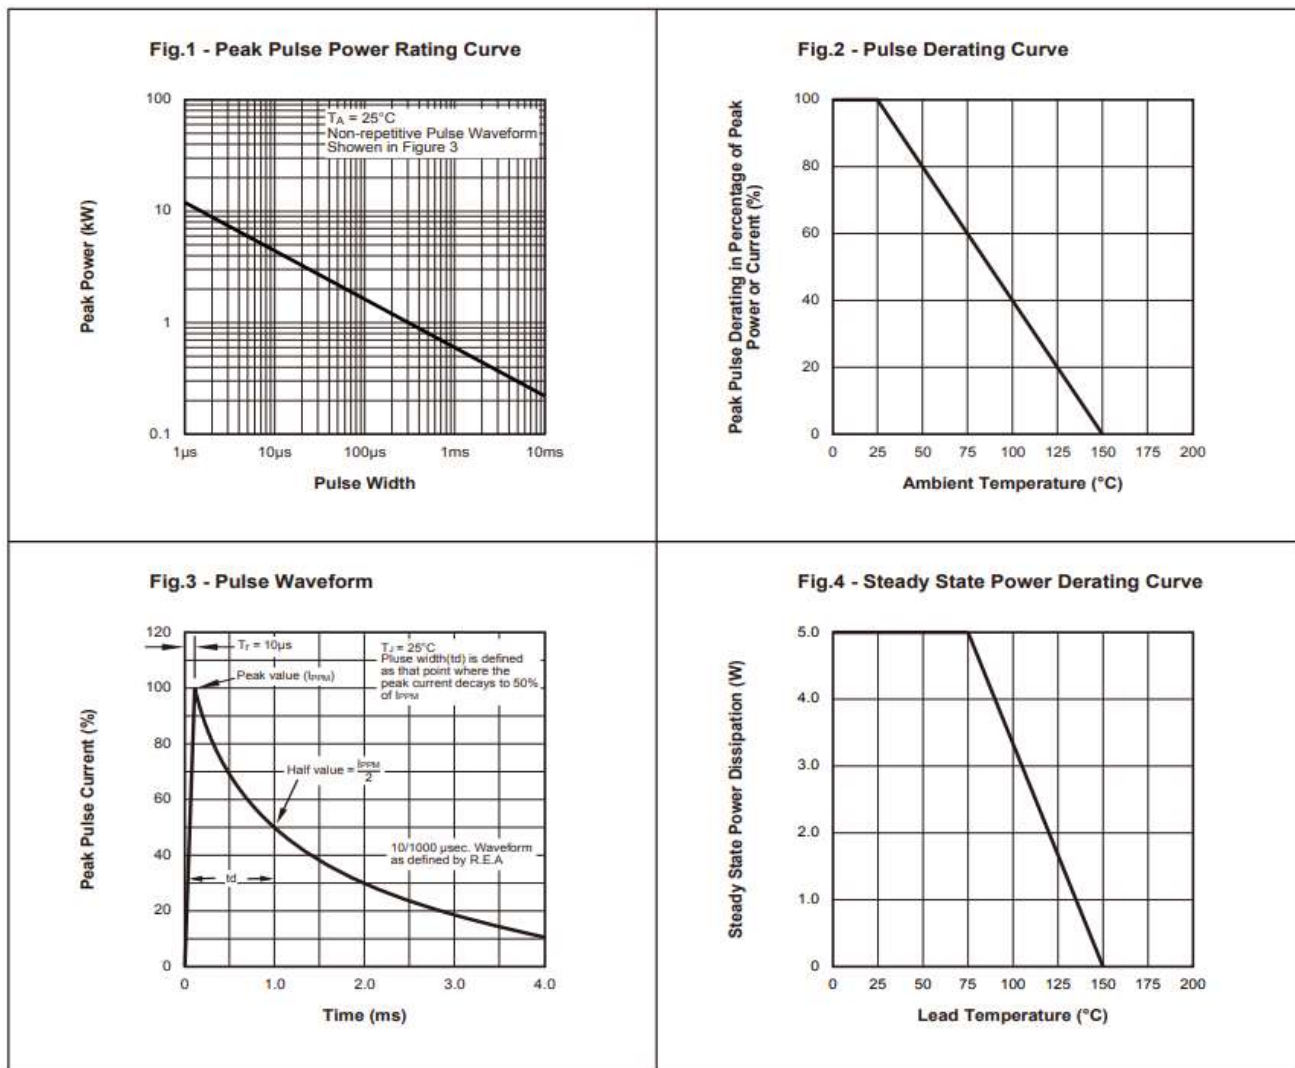 Fig.1 - Peak Pulse Power Rating Curve
Peak Power (kW)
100
10
1
0.1
TA = 25°C
Non-repetitive Pulse Waveform
Showen in Figure 3
1µs 10µs 100µs 1ms 10ms
Pulse Width
Fig.2 - Pulse Derating Curve
Peak Pulse Derating in Percentage of Peak
Power or Current (%)
100
80
60
40
20
0
0 25 50 75 100 125 150 175 200
Ambient Temperature (°C)
Fig.3 - Pulse Waveform
Peak Pulse Current (%)
120
100
80
60
40
20
0
Tr = 10µs
Peak value (IPPM)
TJ = 25°C
Pluse width(td) is defined
as that point where the
peak current decays to 50%
of IPPM
Half value = IPPM
2
10/1000 µsec. Waveform
as defined by R.E.A
td
0 1.0 2.0 3.0 4.0
Time (ms)
Fig.4 - Steady State Power Derating Curve
Steady State Power Dissipation (W)
5.0
4.0
3.0
2.0
1.0
0
0 25 50 75 100 125 150 175 200
Lead Temperature (°C)